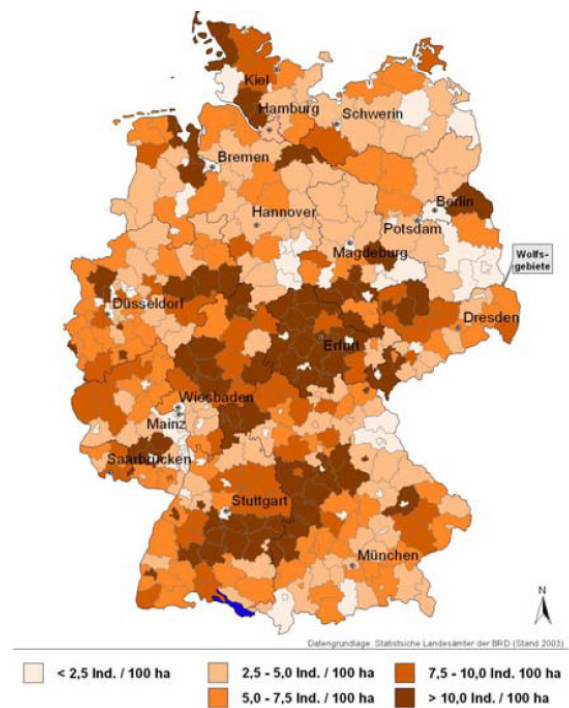 Kiel
Hamburg
Schwerin
Bremen
Berlin
Hannover
Potsdam
Magdeburg
Wolfs-
gebiete
Düsseldorf
Dresden
Erfurt
Wiesbaden
Mainz
Saarbrücken
Stuttgart
München
N
Datengrundlage: Statistsiche Landesämter der BRD (Stand 2003)
< 2,5 Ind. / 100 ha
2,5 - 5,0 Ind. / 100 ha
7,5 - 10,0 Ind. / 100 ha
5,0 - 7,5 Ind. / 100 ha
> 10,0 Ind. / 100 ha